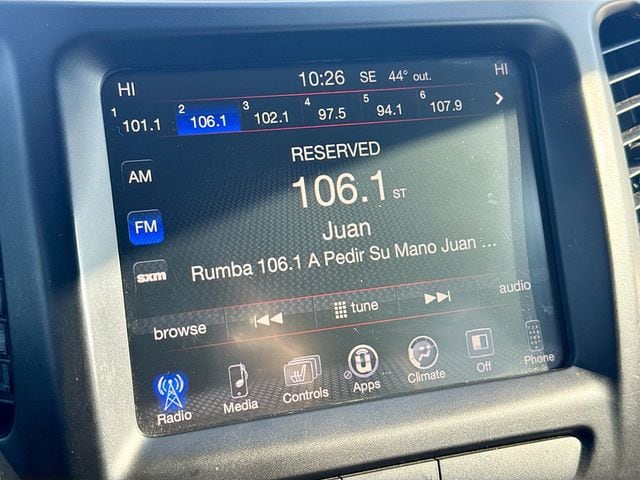 HI 10:26 SE 44° out. HI
1 101.1 2 106.1 3 102.1 4 97.5 5 94.1 6 107.9
RESERVED
AM
106.1 ST
FM
Juan
sxm
Rumba 106.1 A Pedir Su Mano Juan ...
browse tune audio
Radio Media Controls Apps Climate Off Phone